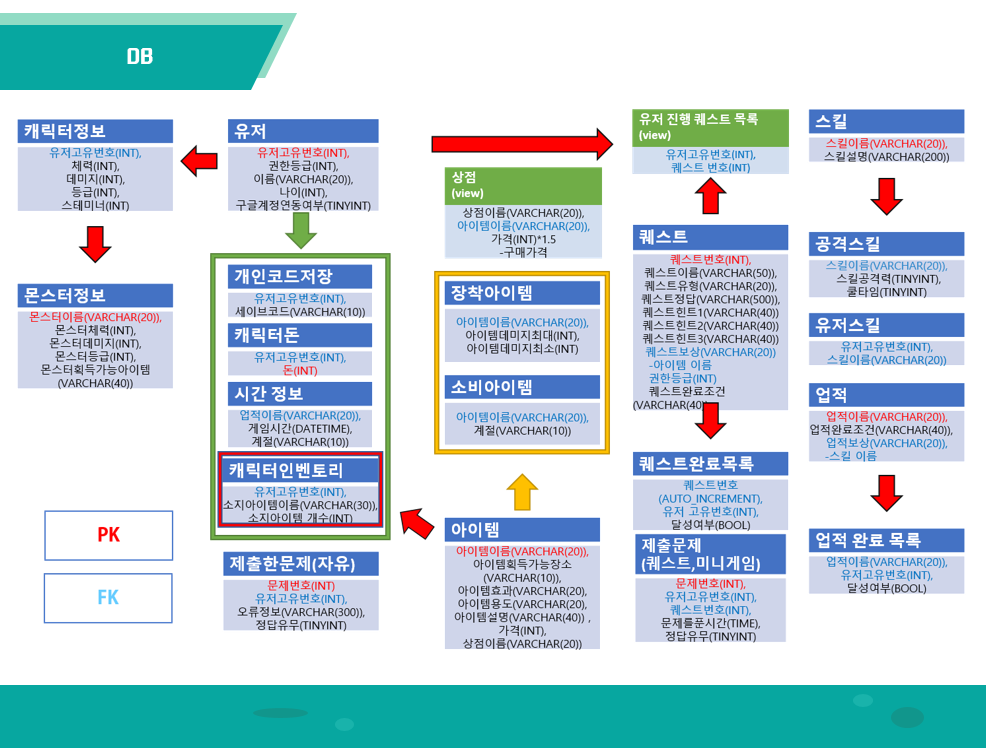 DB
캐릭터정보
유저고유번호(INT),
체력(INT),
데미지(INT),
등급(INT),
스테미너(INT)
몬스터정보
몬스터이름(VARCHAR(20)),
몬스터체력(INT),
몬스터데미지(INT),
몬스터등급(INT),
몬스터획득가능아이템
(VARCHAR(40))
PK
FK
유저
유저고유번호(INT),
권한등급(INT),
이름(VARCHAR(20)),
나이(INT),
구글계정연동여부(TINYINT)
개인코드저장
유저고유번호(INT),
세이브코드(VARCHAR(10))
캐릭터돈
유저고유번호(INT),
돈(INT)
시간 정보
업적이름(VARCHAR(20)),
게임시간(DATETIME),
계절(VARCHAR(10))
캐릭터인벤토리
유저고유번호(INT),
소지아이템이름(VARCHAR(30)),
소지아이템 개수(INT)
제출한문제(자유)
문제번호(INT)
유저고유번호(INT),
오류정보(VARCHAR(300)),
정답유무(TINYINT)
상점
(view)
상점이름(VARCHAR(20)),
아이템이름(VARCHAR(20)),
가격(INT)*1.5
-구매가격
장착아이템
아이템이름(VARCHAR(20)),
아이템데미지최대(INT),
아이템데미지최소(INT)
소비아이템
아이템이름(VARCHAR(20)),
계절(VARCHAR(10))
아이템
아이템이름(VARCHAR(20)),
아이템획득가능장소
(VARCHAR(10)),
아이템효과(VARCHAR(20),
아이템용도(VARCHAR(20),
아이템설명(VARCHAR(40)) ,
가격(INT),
상점이름(VARCHAR(20))
유저 진행 퀘스트 목록
(view)
유저고유번호(INT),
퀘스트 번호(INT)
퀘스트
퀘스트번호(INT),
퀘스트이름(VARCHAR(50)),
퀘스트유형(VARCHAR(20)),
퀘스트정답(VARCHAR(500)),
퀘스트힌트1(VARCHAR(40))
퀘스트힌트2(VARCHAR(40))
퀘스트힌트3(VARCHAR(40))
퀘스트보상(VARCHAR(20))
-아이템 이름
권한등급(INT)
퀘스트완료조건
(VARCHAR(40))
퀘스트완료목록
퀘스트번호
(AUTO_INCREMENT),
유저 고유번호(INT),
달성여부(BOOL)
제출문제
(퀘스트,미니게임)
문제번호(INT),
유저고유번호(INT),
퀘스트번호(INT),
문제를푼시간(TIME),
정답유무(TINYINT)
스킬
스킬이름(VARCHAR(20)),
스킬설명(VARCHAR(200))
공격스킬
스킬이름(VARCHAR(20)),
스킬공격력(TINYINT),
쿨타임(TINYINT)
유저스킬
유저고유번호(INT),
스킬이름(VARCHAR(20))
업적
업적이름(VARCHAR(20)),
업적완료조건(VARCHAR(40)),
업적보상(VARCHAR(20)),
-스킬 이름
업적 완료 목록
업적이름(VARCHAR(20)),
유저고유번호(INT),
달성여부(BOOL)